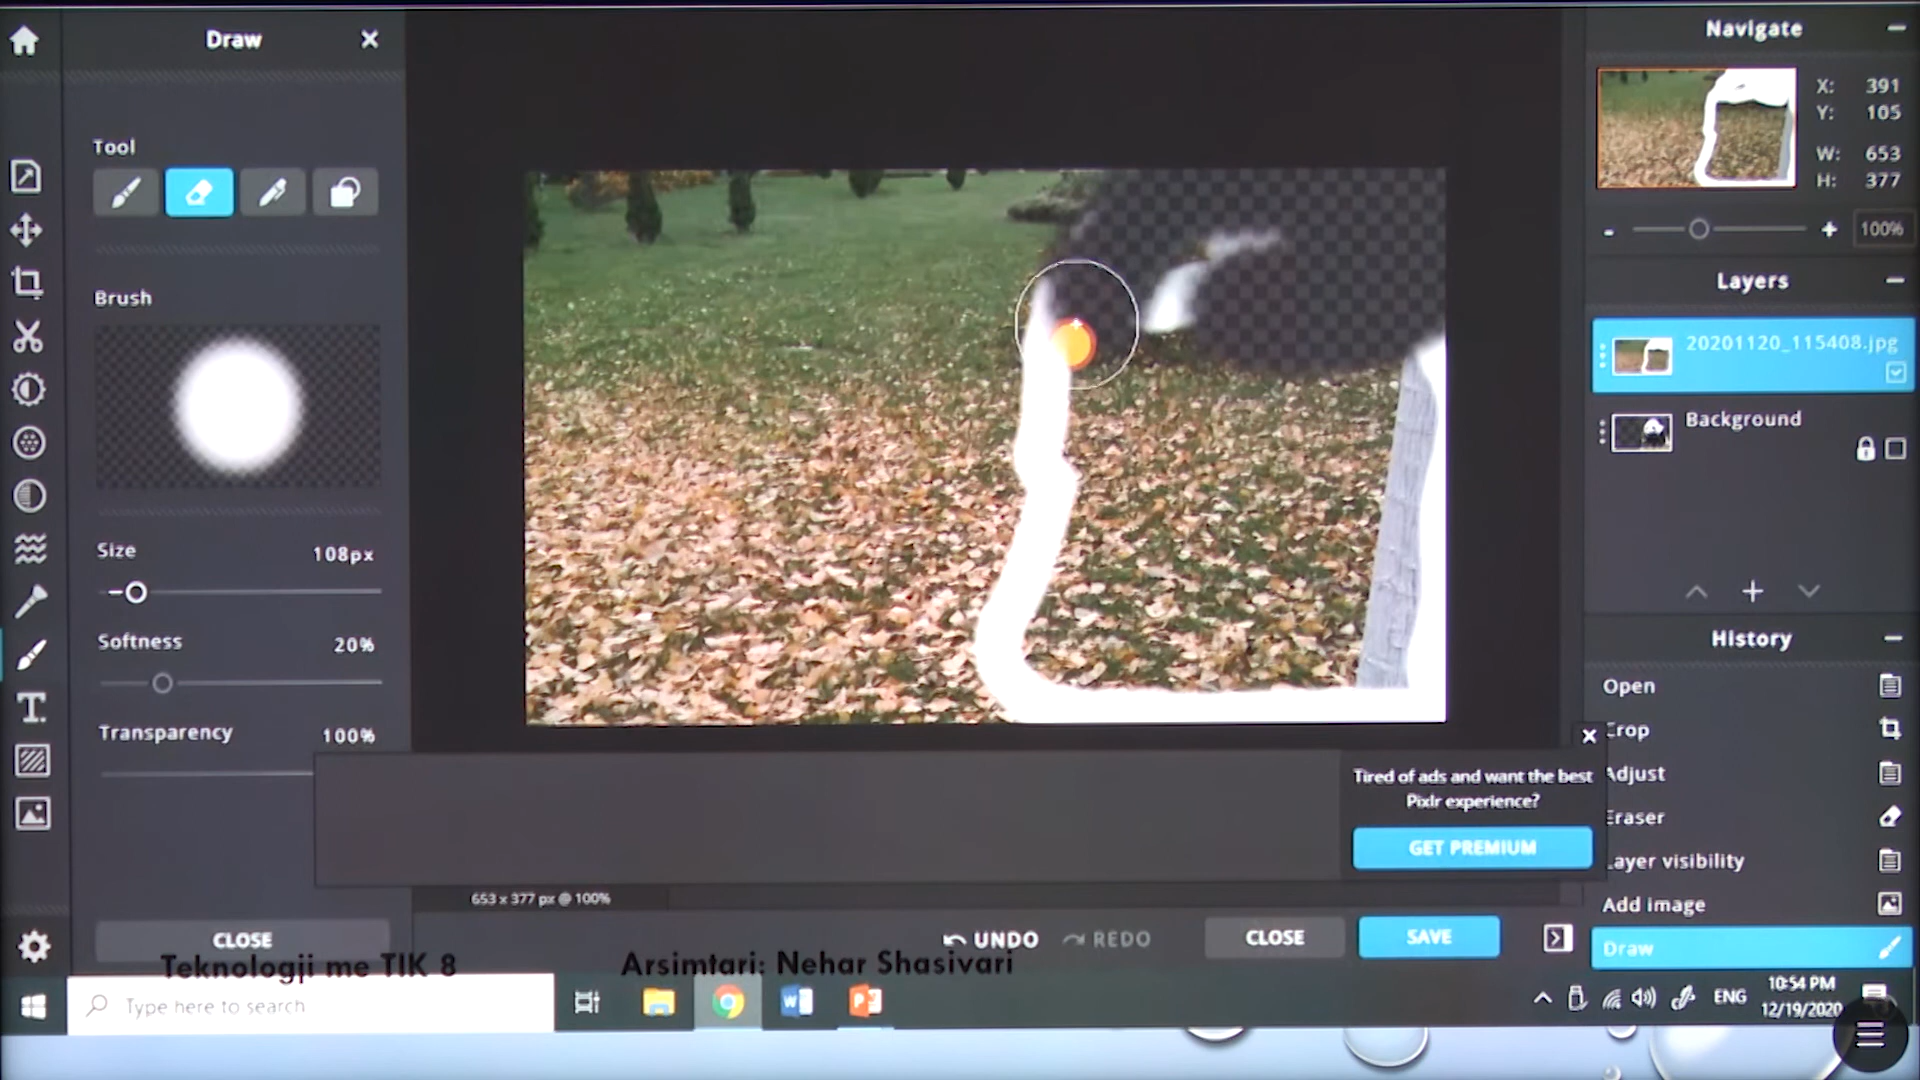 Draw
Tool
Brush
Size
108px
Softness
20%
Transparency
100%
CLOSE
653 x 377 px @ 100%
UNDO
REDO
CLOSE
SAVE
Tired of ads and want the best
Pixlr experience?
GET PREMIUM
Navigate
X: 391
Y: 105
W: 653
H: 377
100%
Layers
20201120_115408.jpg
Background
History
Open
Crop
Adjust
Eraser
Layer visibility
Add image
Draw
Teknologji me TIK 8
Arsimtari: Nehar Shasivari
Type here to search
ENG
10:54 PM
12/19/2020